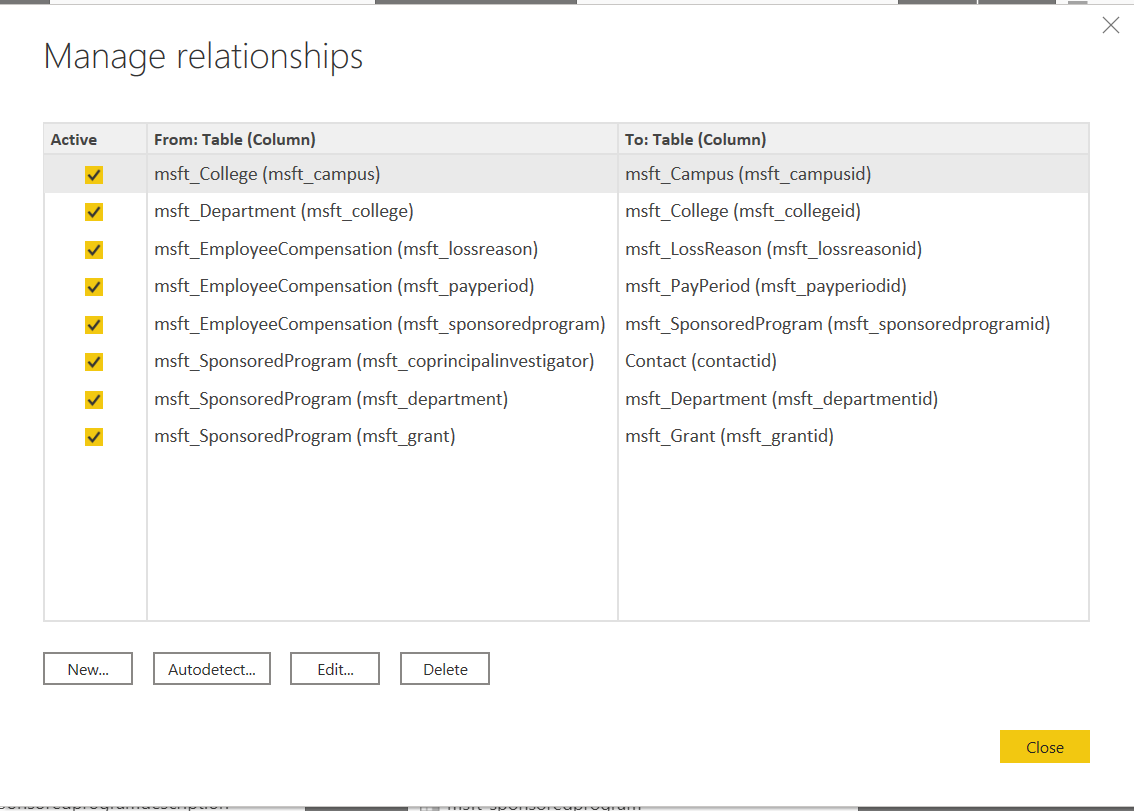 Manage relationships
Active From: Table (Column) To: Table (Column)
msft_College (msft_campus) msft_Campus (msft_campusid)
msft_Department (msft_college) msft_College (msft_collegeid)
msft_EmployeeCompensation (msft_lossreason) msft_LossReason (msft_lossreasonid)
msft_EmployeeCompensation (msft_payperiod) msft_PayPeriod (msft_payperiodid)
msft_EmployeeCompensation (msft_sponsoredprogram) msft_SponsoredProgram (msft_sponsoredprogramid)
msft_SponsoredProgram (msft_coprincipalinvestigator) Contact (contactid)
msft_SponsoredProgram (msft_department) msft_Department (msft_departmentid)
msft_SponsoredProgram (msft_grant) msft_Grant (msft_grantid)
New... Autodetect... Edit... Delete
Close